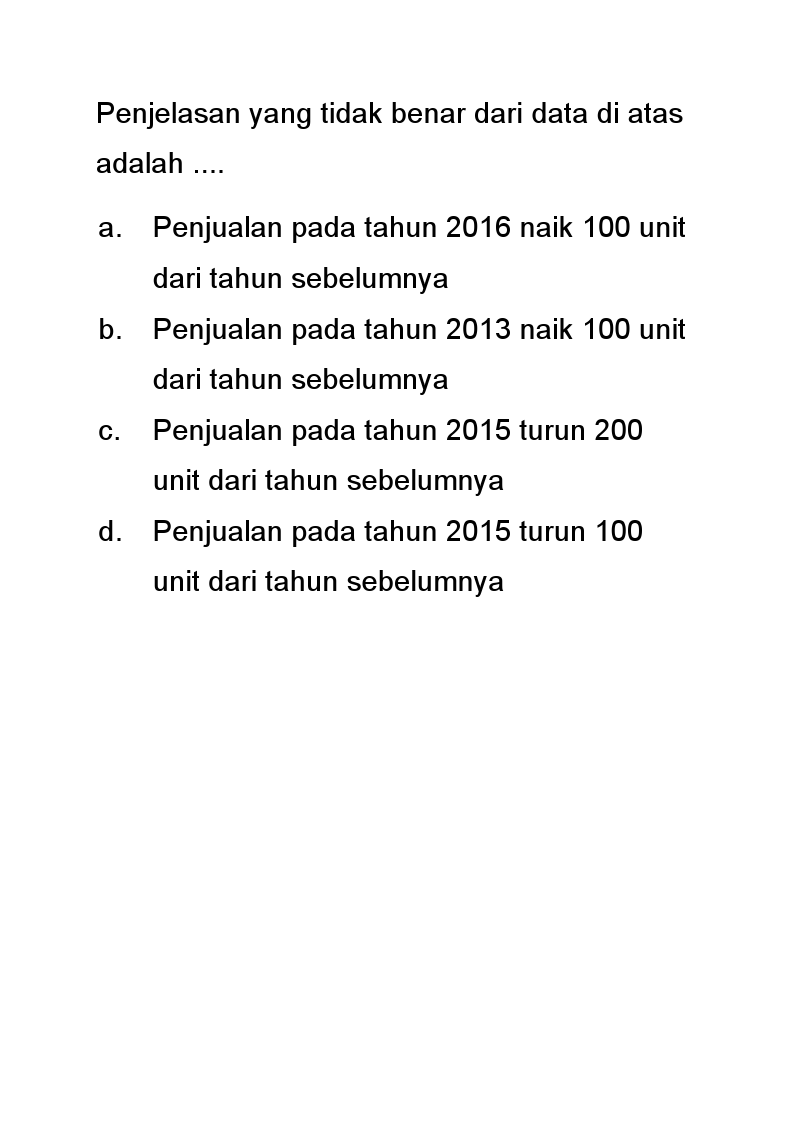 Penjelasan yang tidak benar dari data di atas
adalah ....
a. Penjualan pada tahun 2016 naik 100 unit
dari tahun sebelumnya
b. Penjualan pada tahun 2013 naik 100 unit
dari tahun sebelumnya
c. Penjualan pada tahun 2015 turun 200
unit dari tahun sebelumnya
d. Penjualan pada tahun 2015 turun 100
unit dari tahun sebelumnya